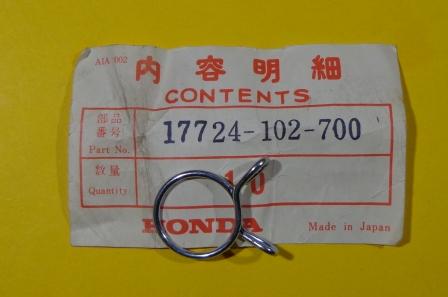 AIA 002
内容明細
CONTENTS
部品
番号
Part No.
17724-102-700
数量
Quantity
10
HONDA
Made in Japan